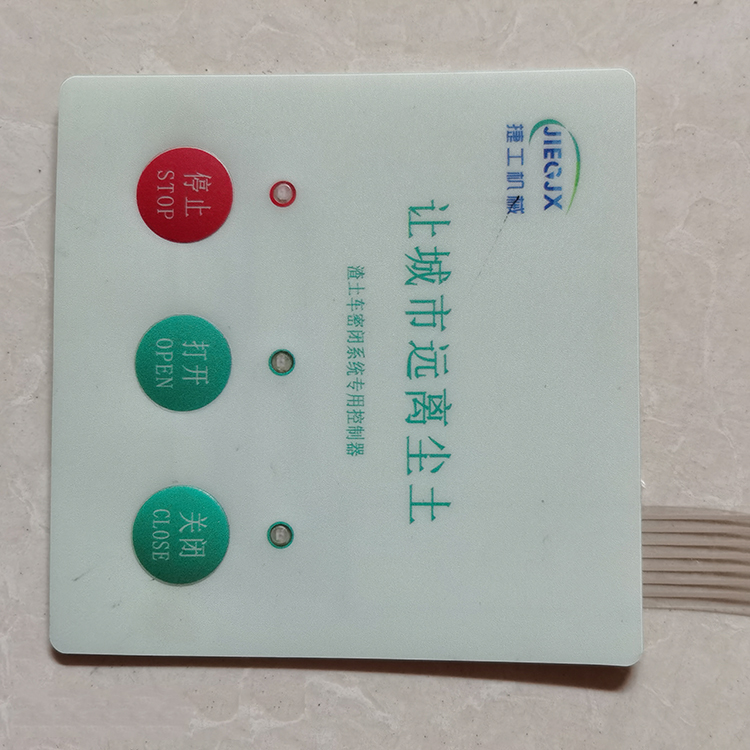 JIEGJX
捷工机械
让城市远离尘土
渣土车密闭系统专用控制器
停止
STOP
打开
OPEN
关闭
CLOSE